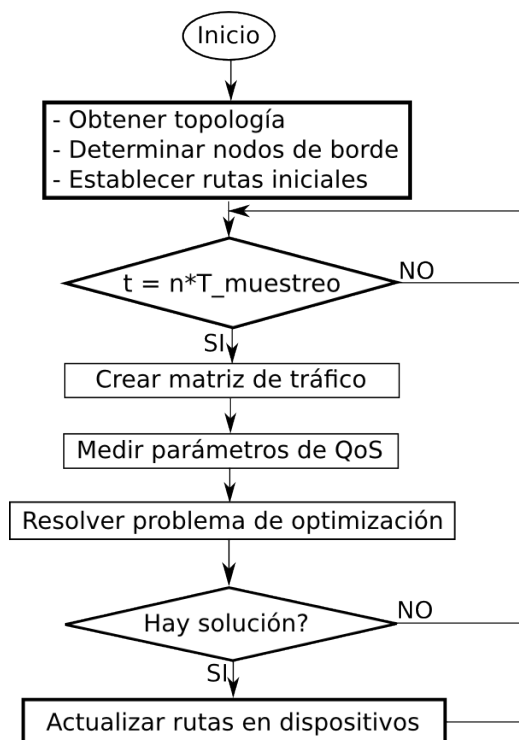 Inicio
- Obtener topología
- Determinar nodos de borde
- Establecer rutas iniciales
t = n*T_muestreo
NO
SI
Crear matriz de tráfico
Medir parámetros de QoS
Resolver problema de optimización
Hay solución?
NO
SI
Actualizar rutas en dispositivos